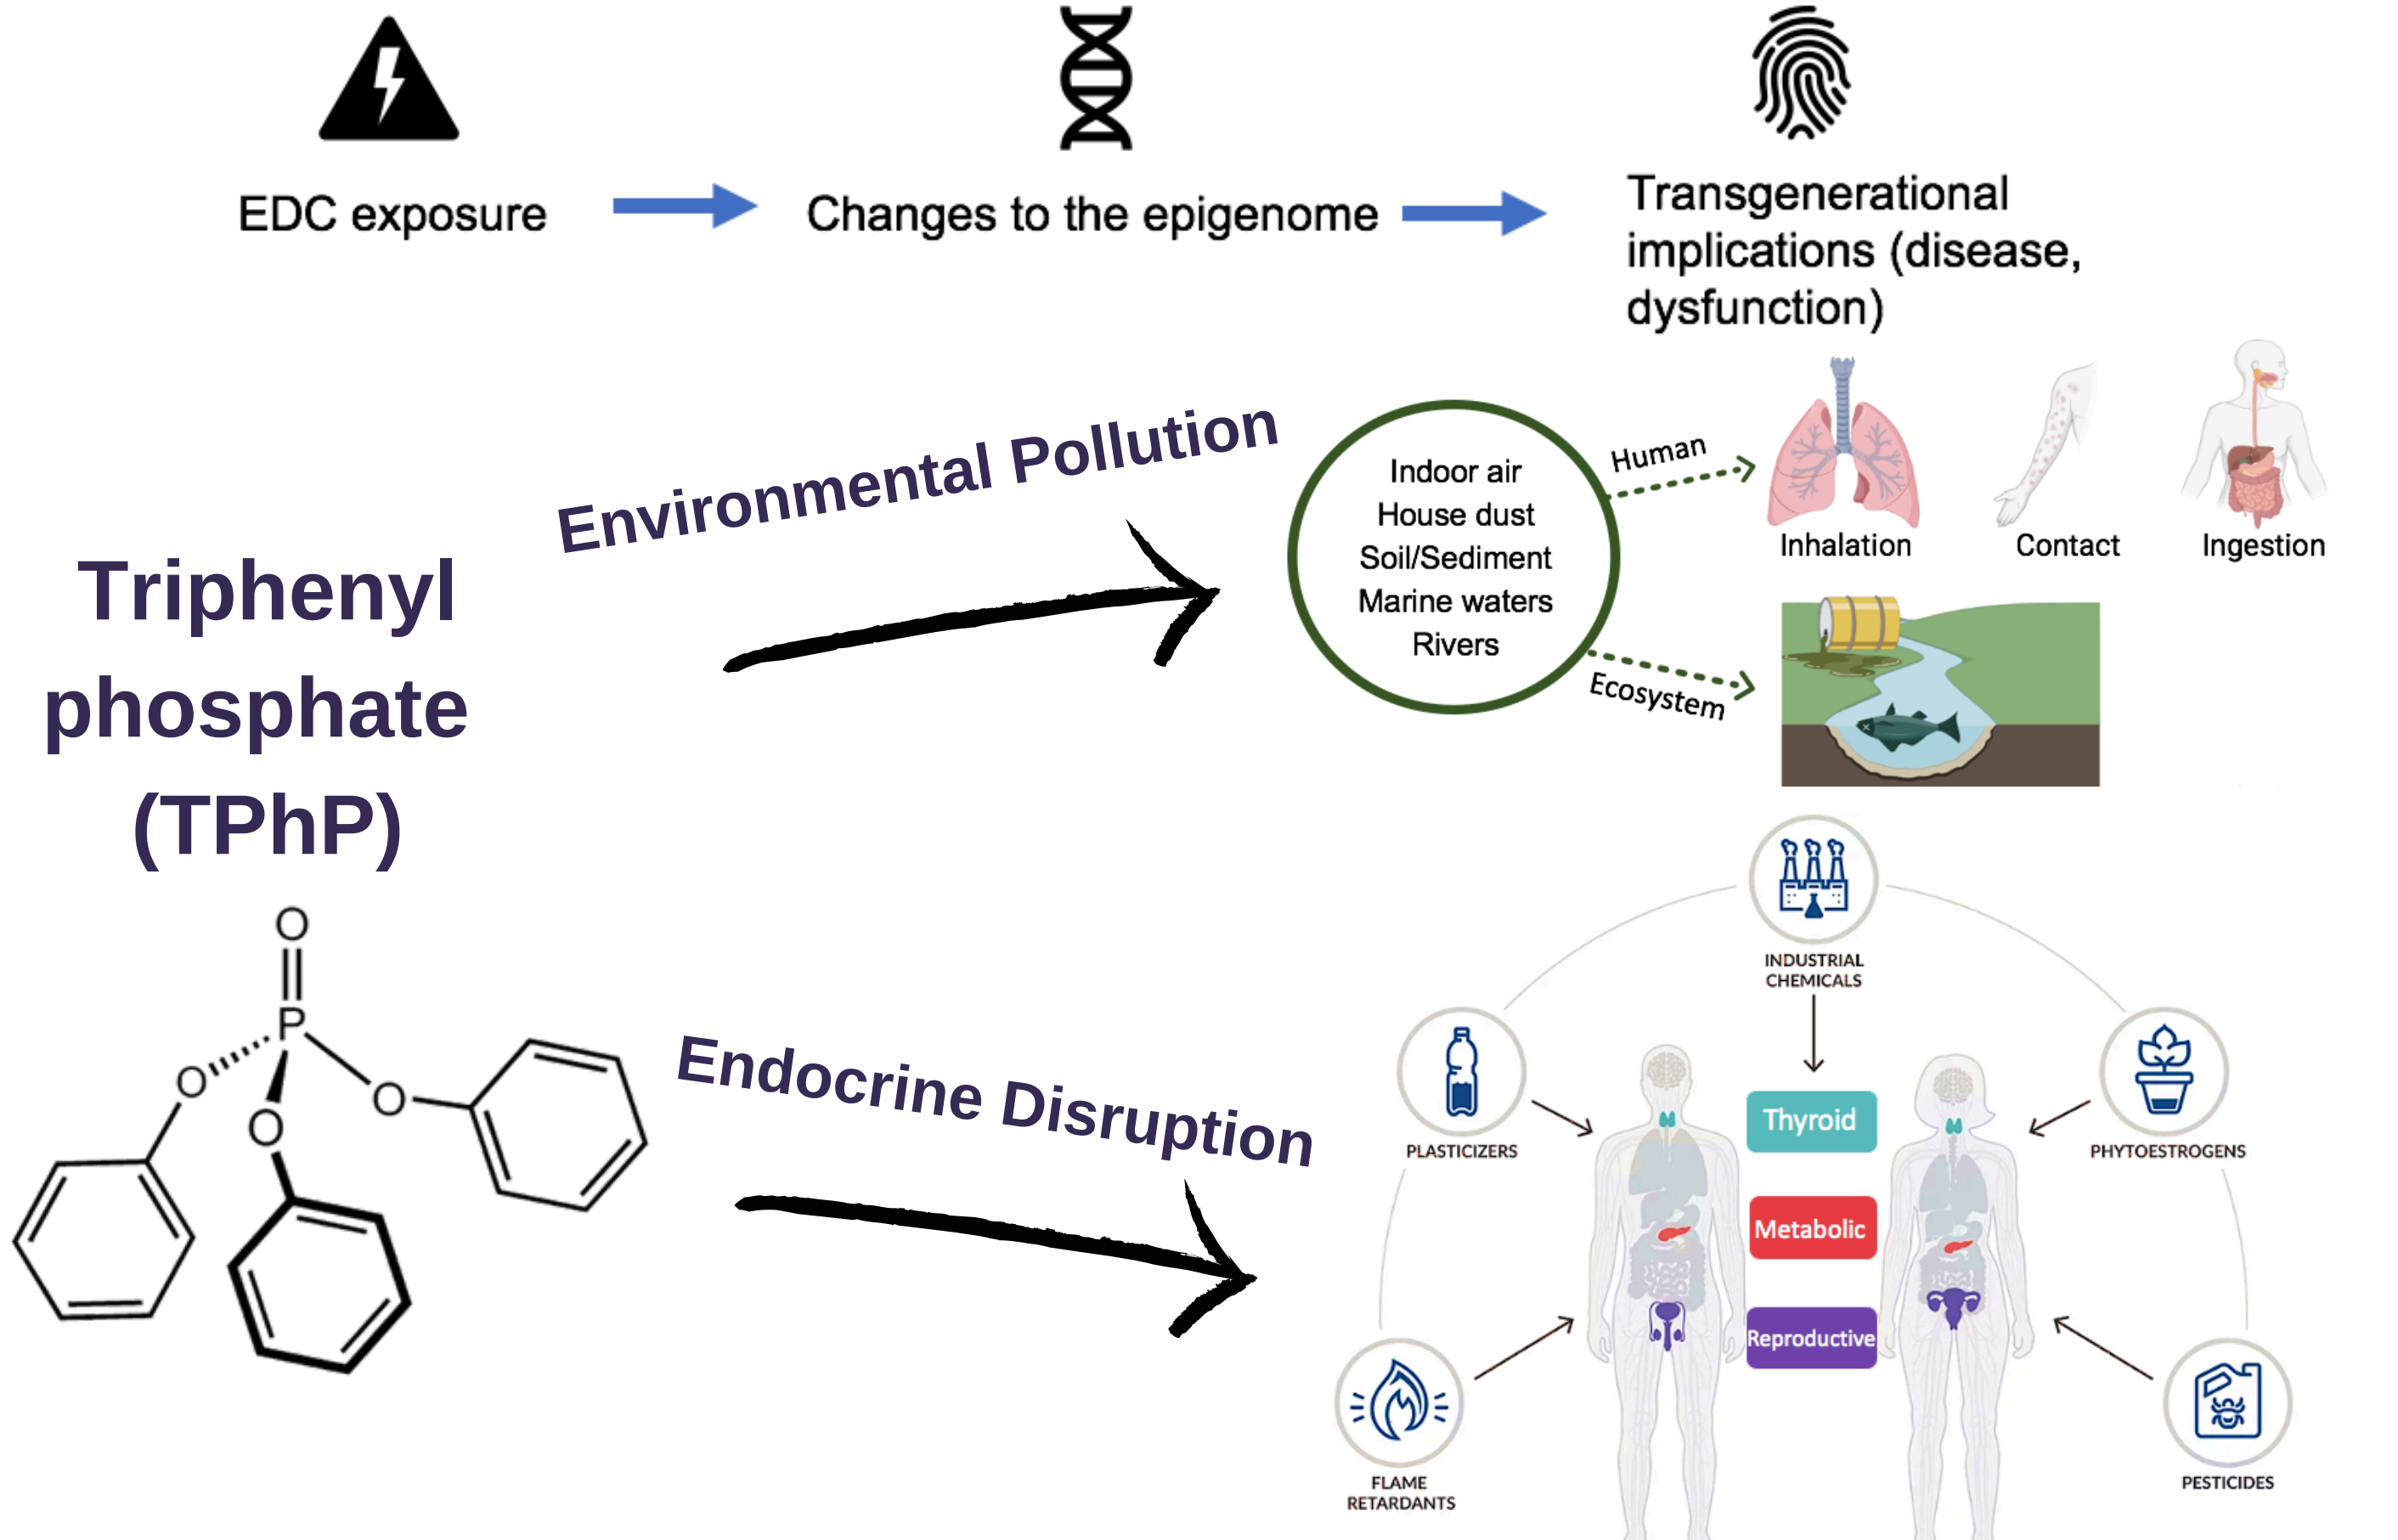 EDC exposure
Changes to the epigenome
Transgenerational
implications (disease,
dysfunction)
Environmental Pollution
Triphenyl
phosphate
(TPhP)
Indoor air
House dust
Soil/Sediment
Marine waters
Rivers
Human
Ecosystem
Inhalation
Contact
Ingestion
O
P
O
O
O
Endocrine Disruption
INDUSTRIAL
CHEMICALS
PLASTICIZERS
PHYTOESTROGENS
Thyroid
Metabolic
Reproductive
FLAME
RETARDANTS
PESTICIDES